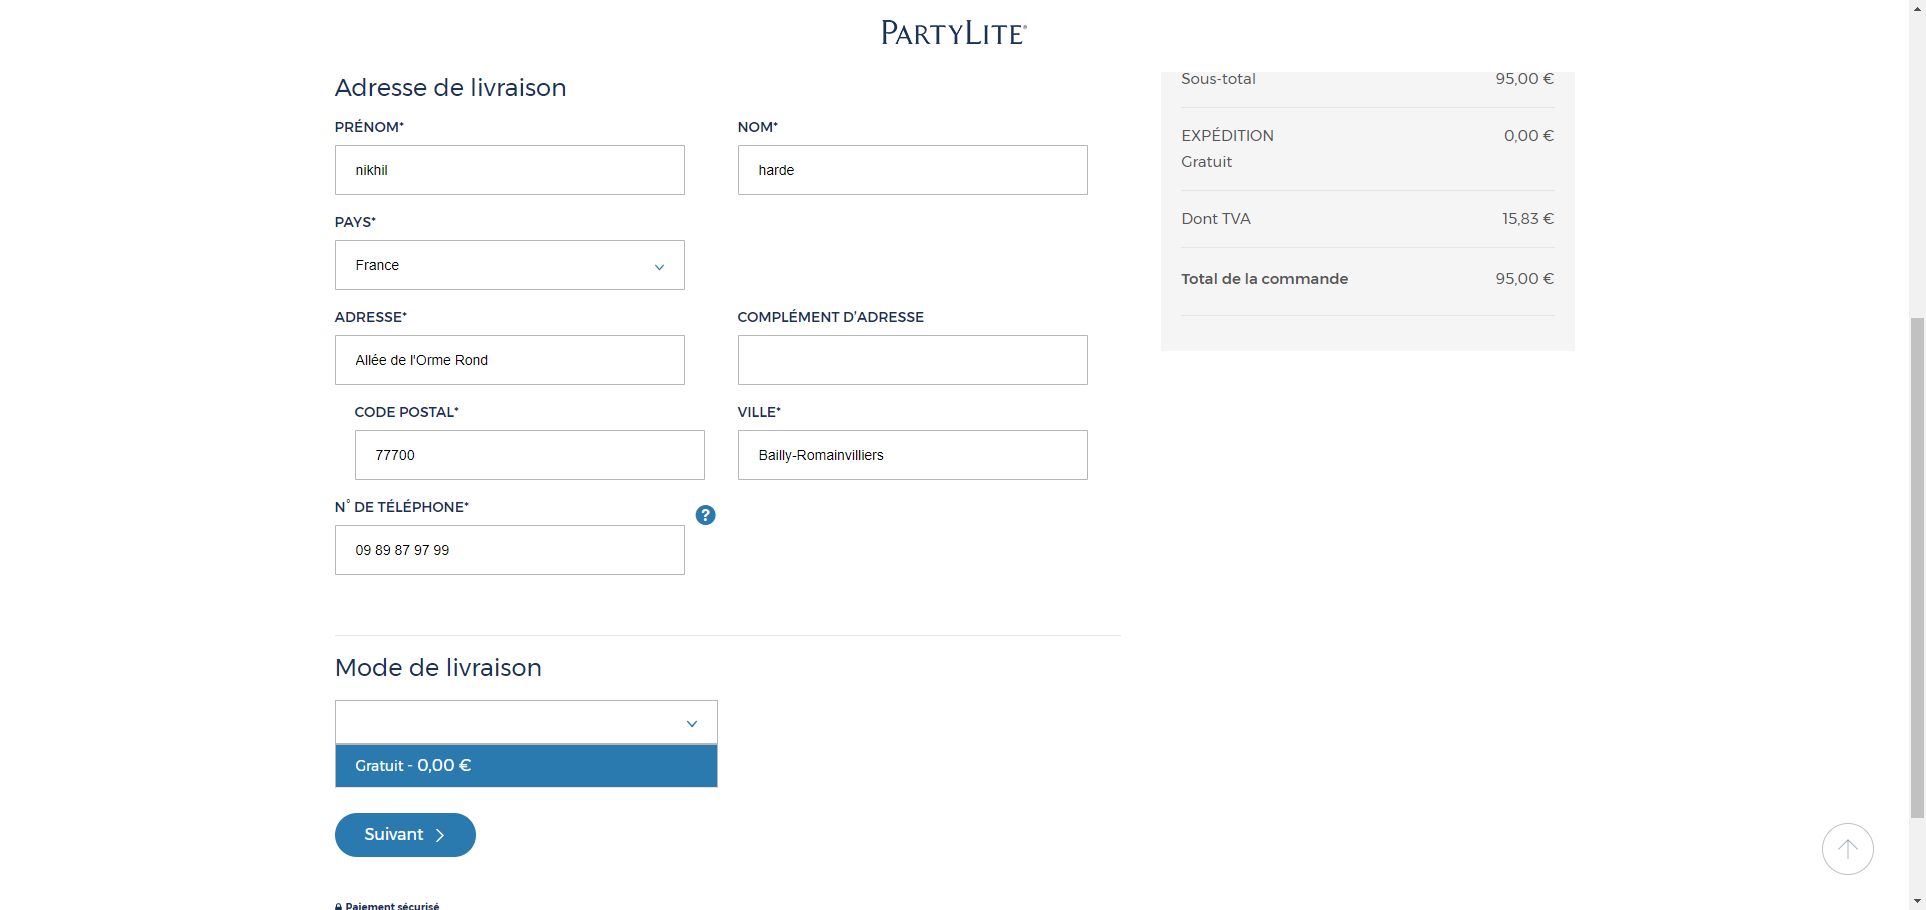 PARTYLITE®
Adresse de livraison
PRÉNOM*
NOM*
nikhil
harde
PAYS*
France
ADRESSE*
COMPLÉMENT D'ADRESSE
Allée de l'Orme Rond
CODE POSTAL*
VILLE*
77700
Bailly-Romainvilliers
N° DE TÉLÉPHONE*
?
09 89 87 97 99
Mode de livraison
Gratuit - 0,00 €
Suivant
Paiement sécurisé
Sous-total 95,00 €
EXPÉDITION 0,00 €
Gratuit
Dont TVA 15,83 €
Total de la commande 95,00 €